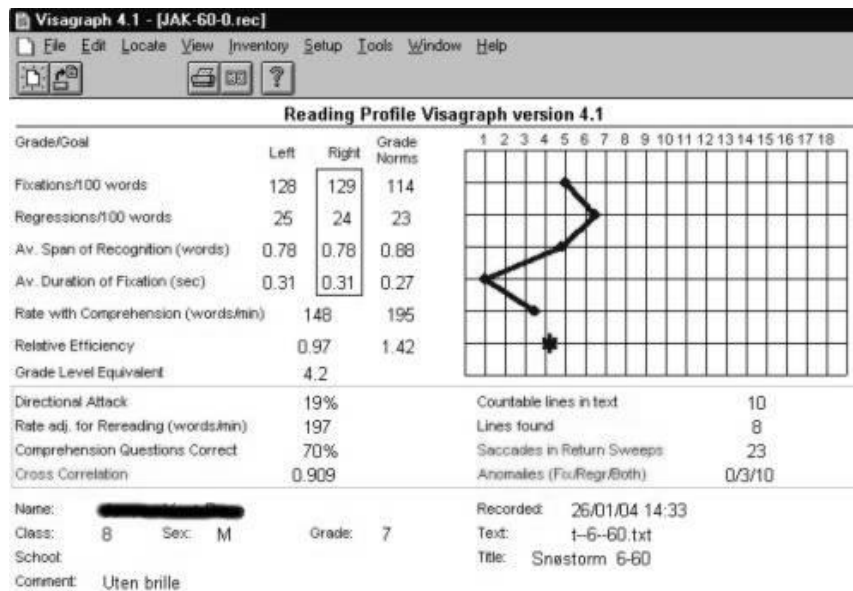 Visagraph 4.1 - [JAK-60-0.rec]
File Edit Locate View Inventory Setup Tools Window Help
Reading Profile Visagraph version 4.1
Grade/Goal Left Right Grade Norms 1 2 3 4 5 6 7 8 9 10 11 12 13 14 15 16 17 18
Fixations/100 words 128 129 114
Regressions/100 words 25 24 23
Av. Span of Recognition (words) 0.78 0.78 0.88
Av. Duration of Fixation (sec) 0.31 0.31 0.27
Rate with Comprehension (words/min) 148 195
Relative Efficiency 0.97 1.42
Grade Level Equivalent 4.2
Directional Attack 19% Countable lines in text 10
Rate adj. for Rereading (words/min) 197 Lines found 8
Comprehension Questions Correct 70% Saccades in Return Sweeps 23
Cross Correlation 0.909 Anomalies (Fix/Regr/Both) 0/3/10
Name: Recorded: 26/01/04 14:33
Class: 8 Sex: M Grade: 7 Text: t--6--60.txt
School: Title: Snøstorm 6-60
Comment: Uten brille